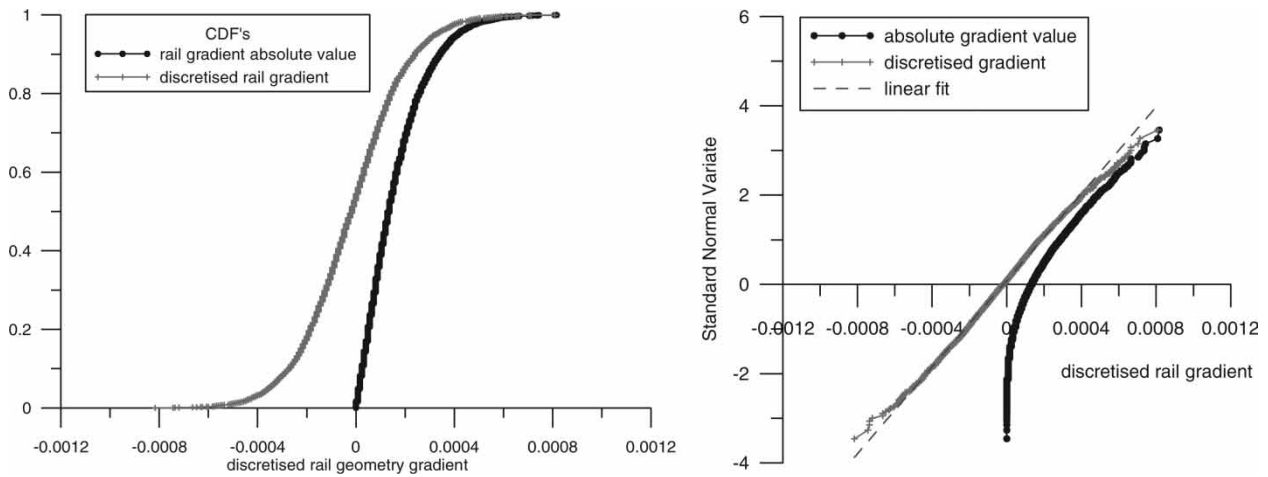 CDF's
rail gradient absolute value
discretised rail gradient
1
0.8
0.6
0.4
0.2
0
-0.0012 -0.0008 -0.0004 0 0.0004 0.0008 0.0012
discretised rail geometry gradient
absolute gradient value
discretised gradient
linear fit
Standard Normal Variate
6
4
2
0
-2
-4
-0.0012 -0.0008 -0.0004 0 0.0004 0.0008 0.0012
discretised rail gradient